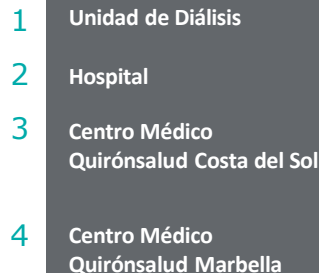 1 Unidad de Diálisis
2 Hospital
3 Centro Médico
Quirónsalud Costa del Sol
4 Centro Médico
Quirónsalud Marbella